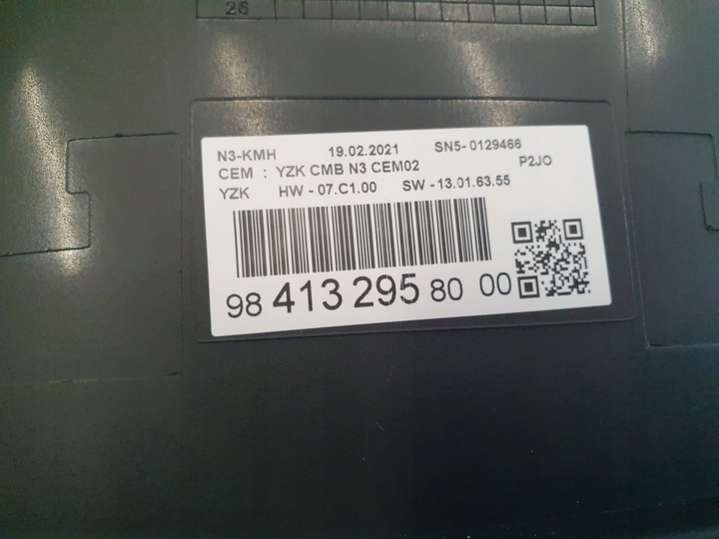 26
N3-KMH 19.02.2021 SN5- 0129466
CEM : YZK CMB N3 CEM02 P2JO
YZK HW - 07.C1.00 SW - 13.01.63.55
98 413 295 80 00